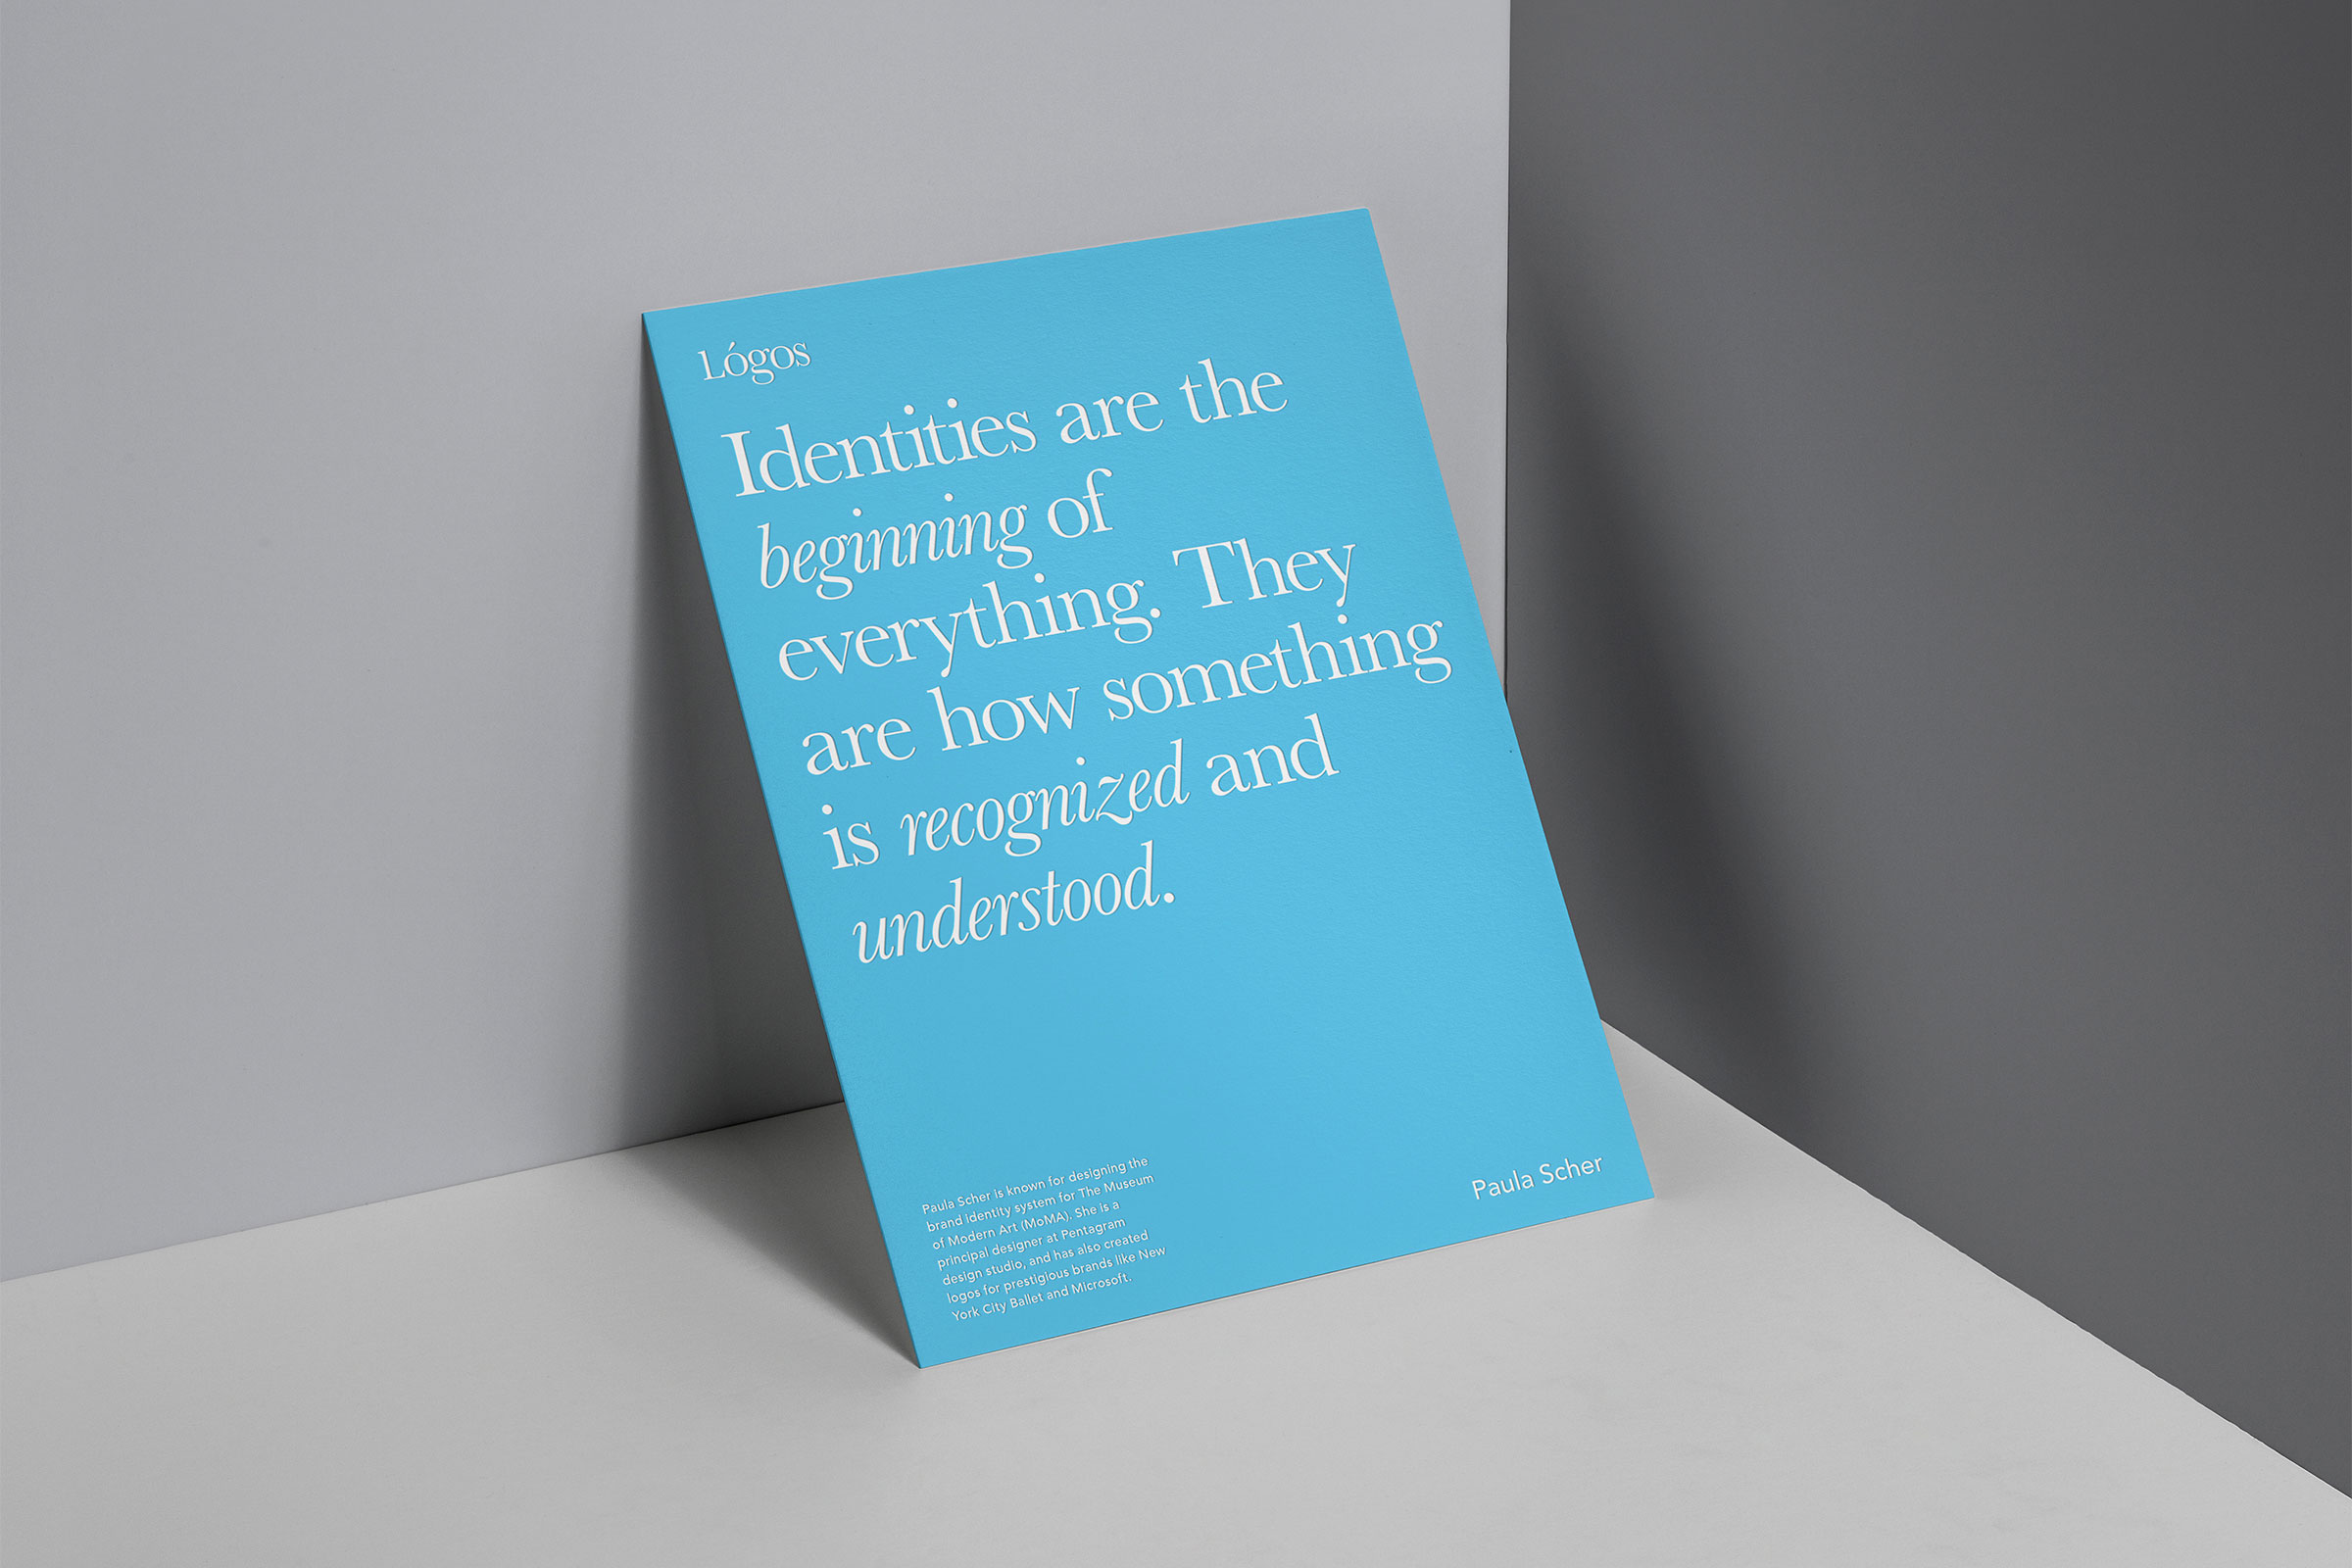 Lógos
Identities are the
beginning of
everything. They
are how something
is recognized and
understood.
Paula Scher is known for designing the
brand identity system for The Museum
of Modern Art (MoMA). She is a
principal designer at Pentagram
design studio, and has also created
logos for prestigious brands like New
York City Ballet and Microsoft.
Paula Scher